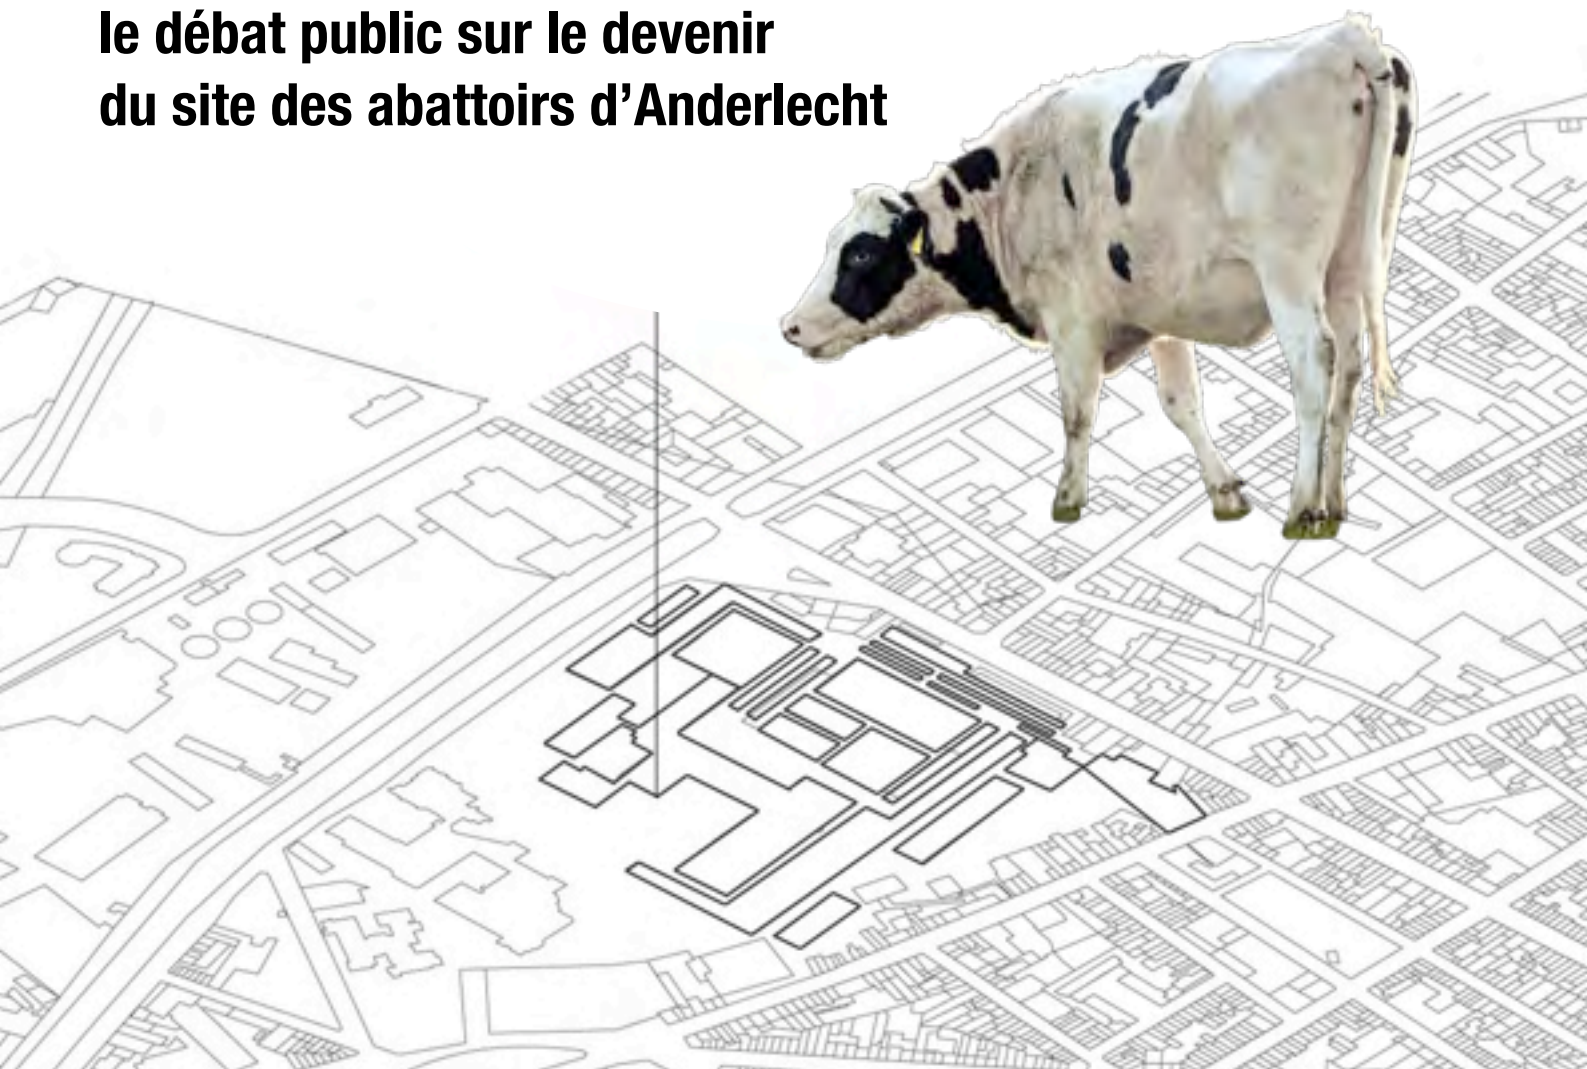 le débat public sur le devenir
du site des abattoirs d’Anderlecht